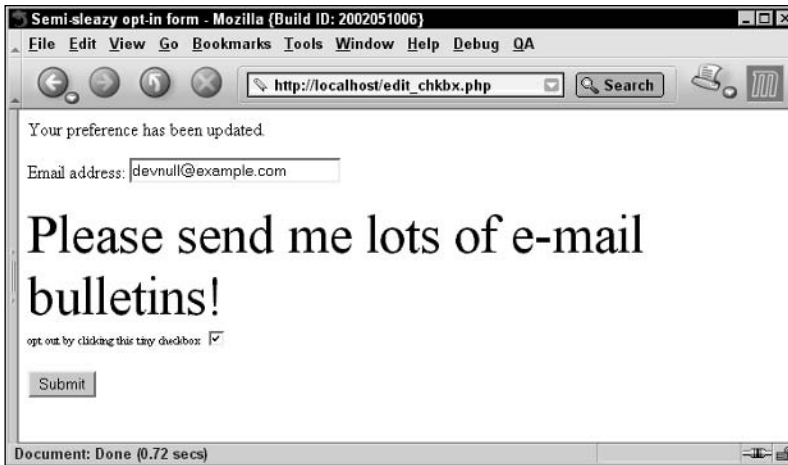 Semi-sleazy opt-in form - Mozilla {Build ID: 2002051006}
File Edit View Go Bookmarks Tools Window Help Debug QA
http://localhost/edit_chkbx.php Search
Your preference has been updated.
Email address: devnull@example.com
Please send me lots of e-mail
bulletins!
opt out by clicking this tiny checkbox
Submit
Document: Done (0.72 secs)